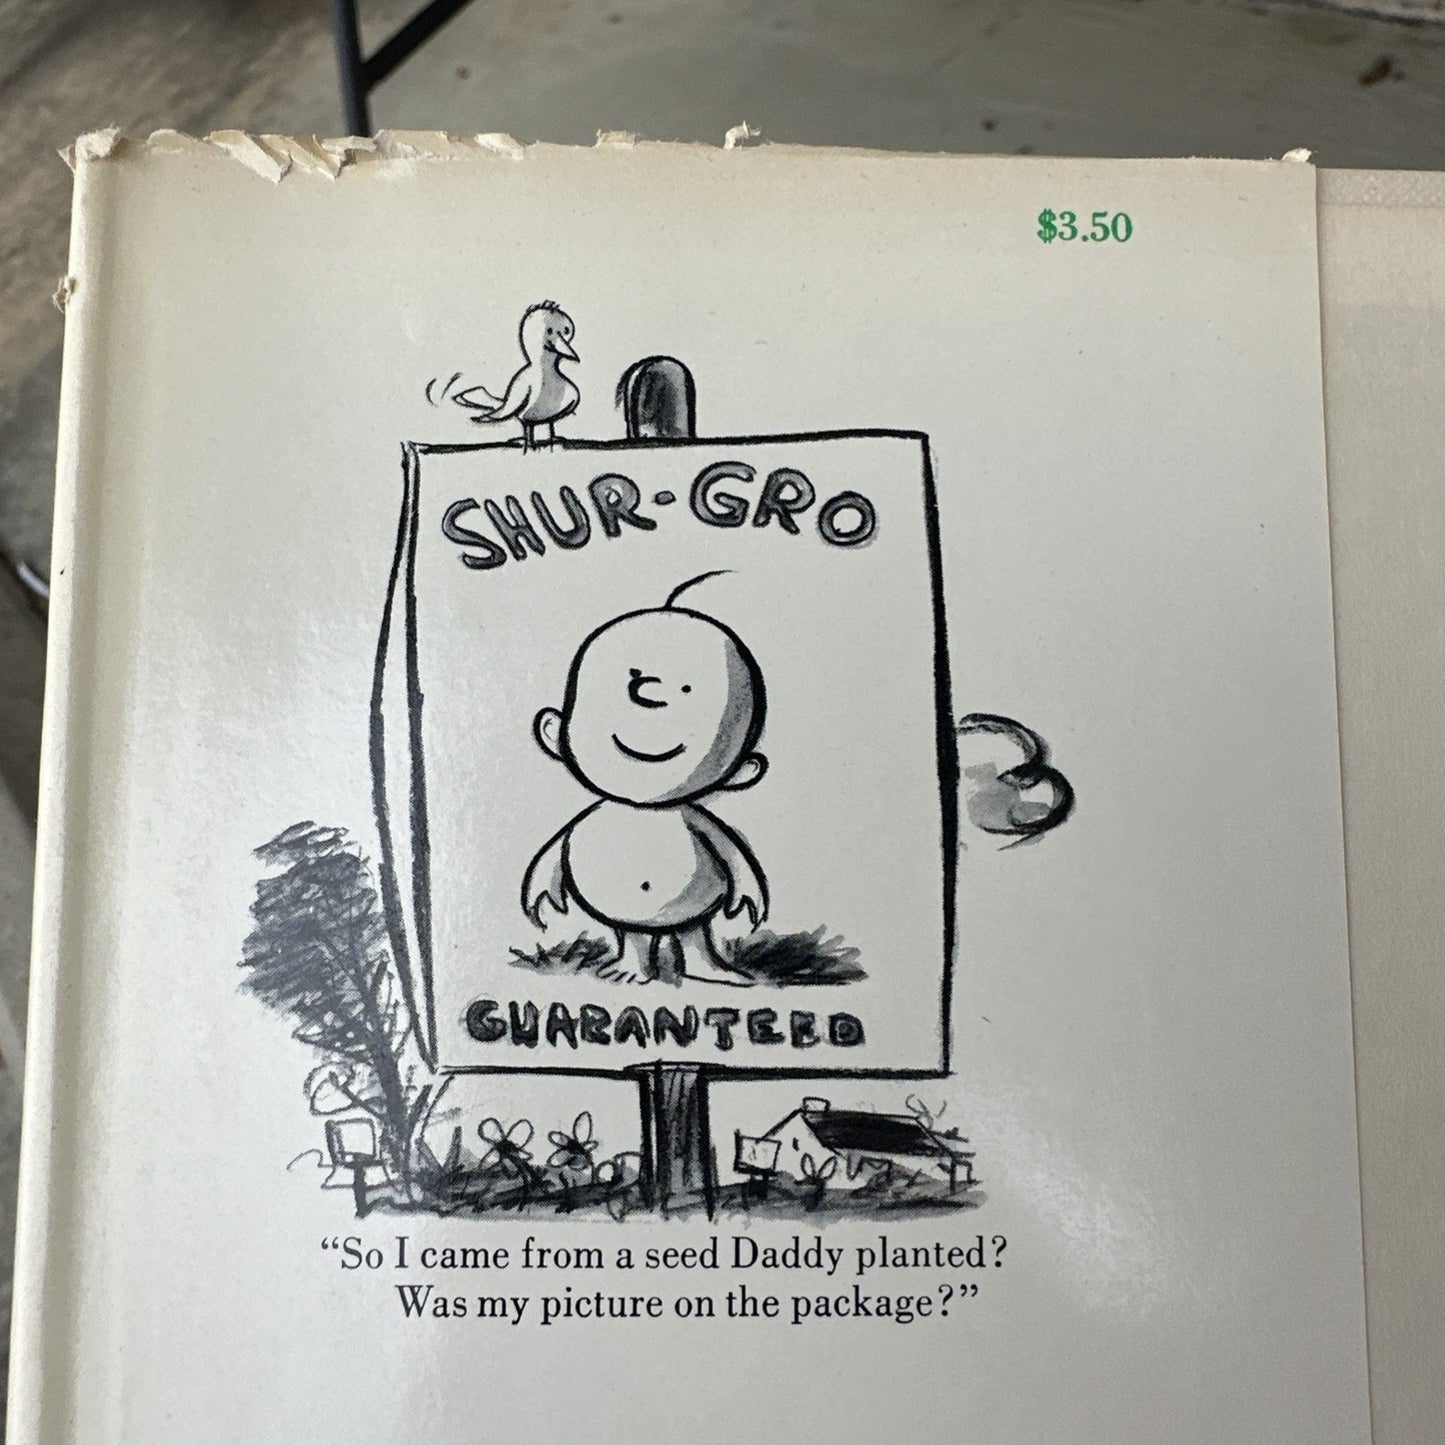 $3.50
SHUR-GRO
GUARANTEED
“So I came from a seed Daddy planted?
Was my picture on the package?”